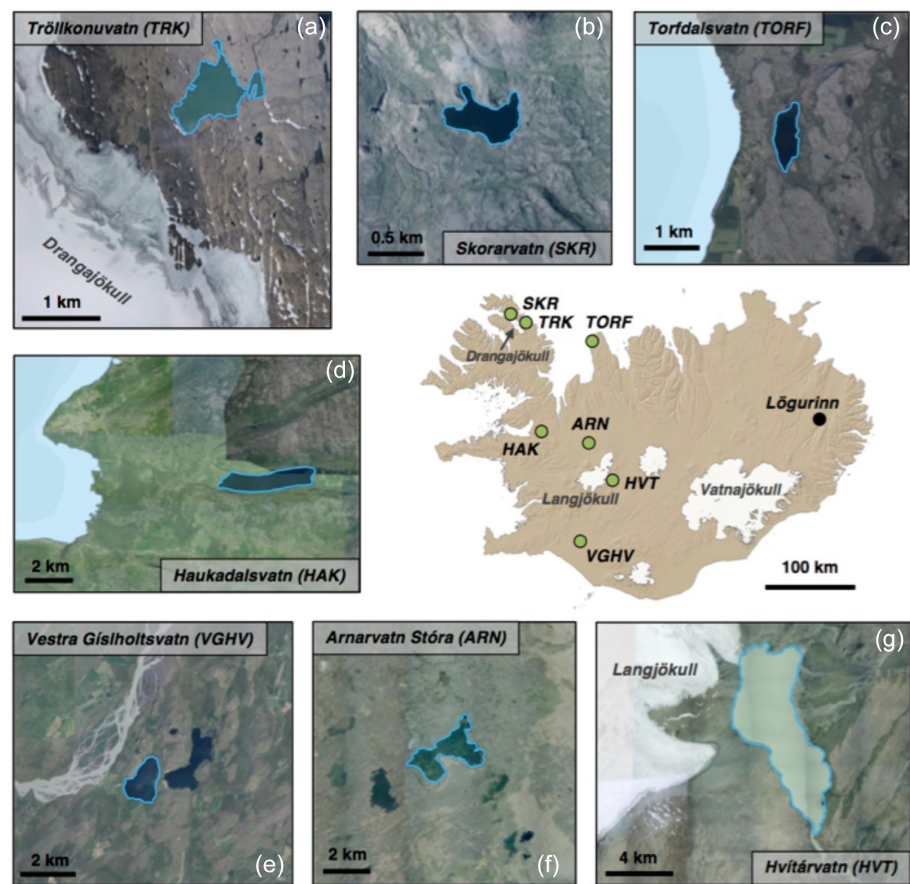 Tröllkonuvatn (TRK)
(a)
Drangajökull
1 km
(b)
0.5 km
Skorarvatn (SKR)
Torfdalsvatn (TORF)
(c)
1 km
(d)
2 km
Haukadalsvatn (HAK)
SKR
TRK
TORF
Drangajökull
Lögurinn
ARN
HAK
HVT
Langjökull
Vatnajökull
VGHV
100 km
Vestra Gíslholtsvatn (VGHV)
2 km
(e)
Arnarvatn Stóra (ARN)
2 km
(f)
(g)
Langjökull
4 km
Hvítárvatn (HVT)